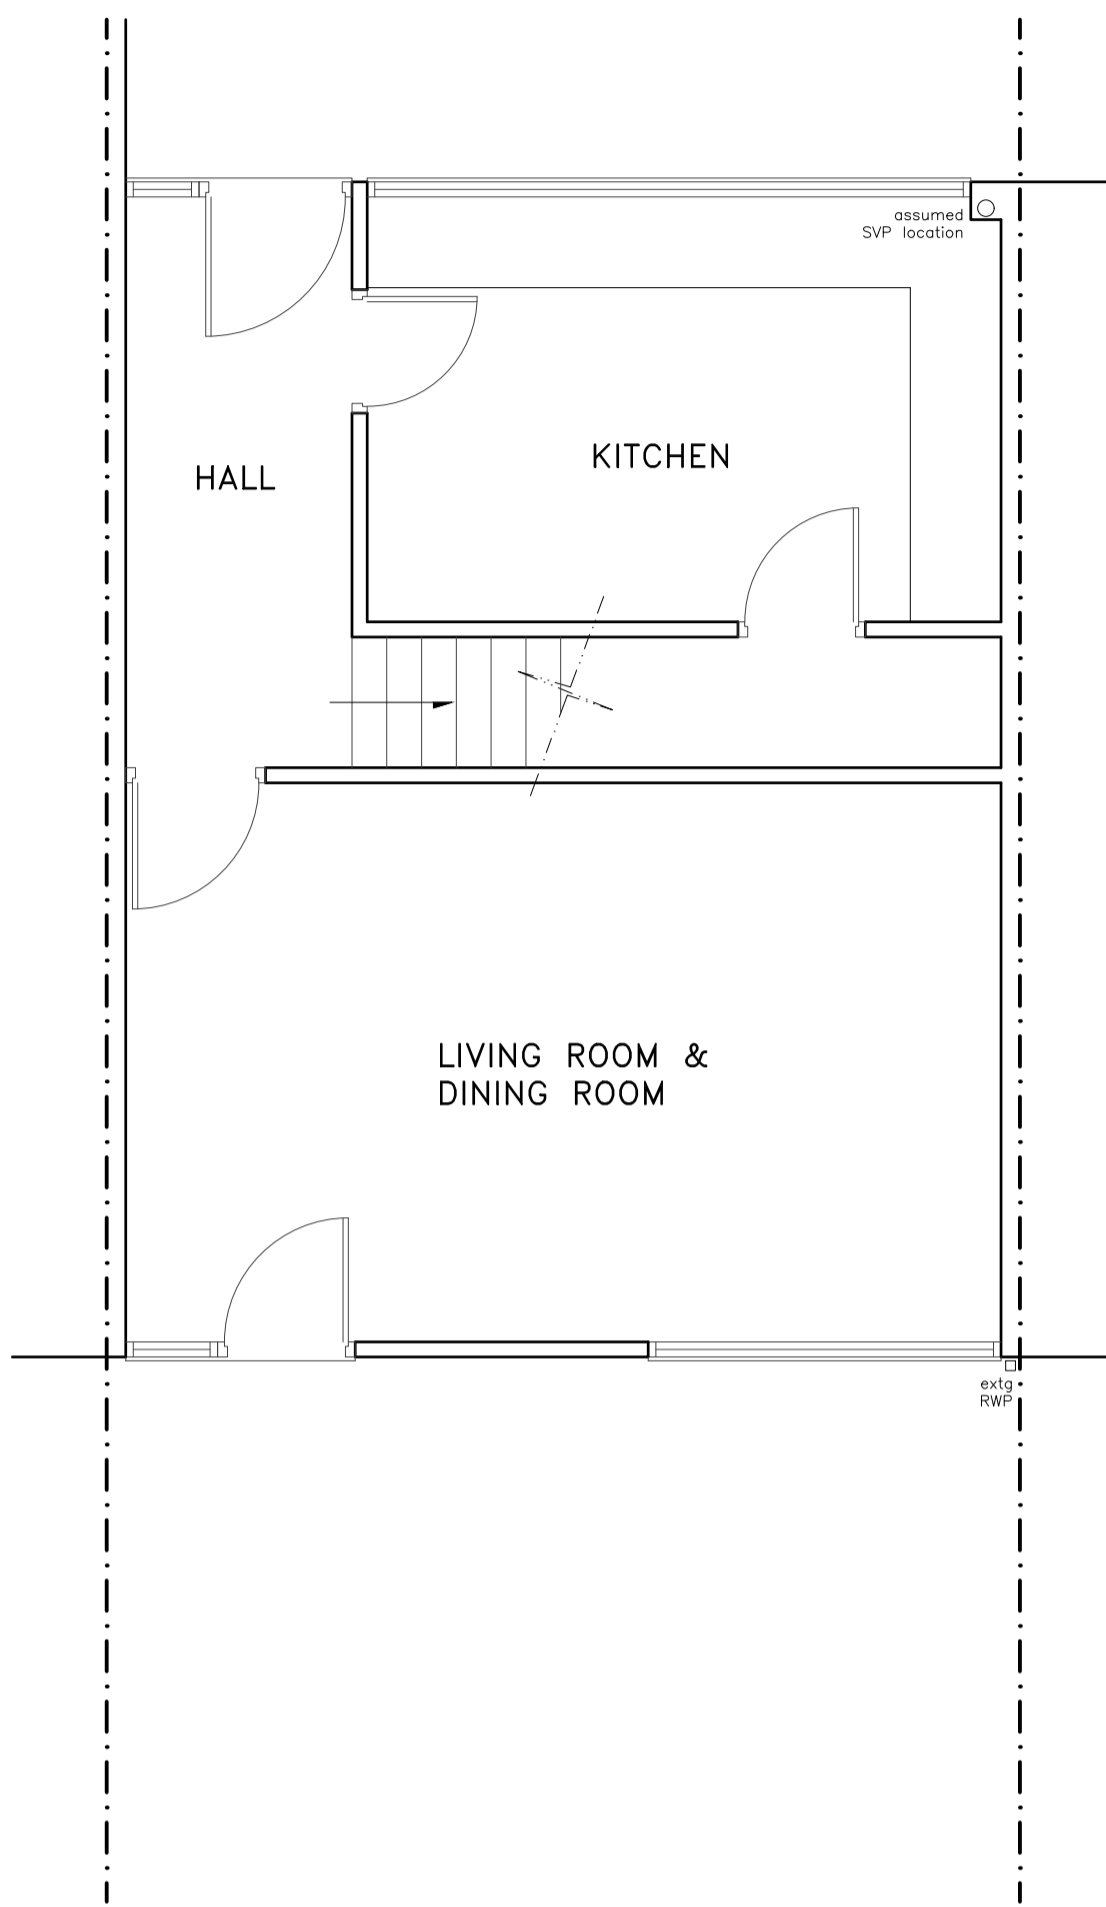 assumed
SVP location
KITCHEN
HALL
LIVING ROOM &
DINING ROOM
extg
RWP